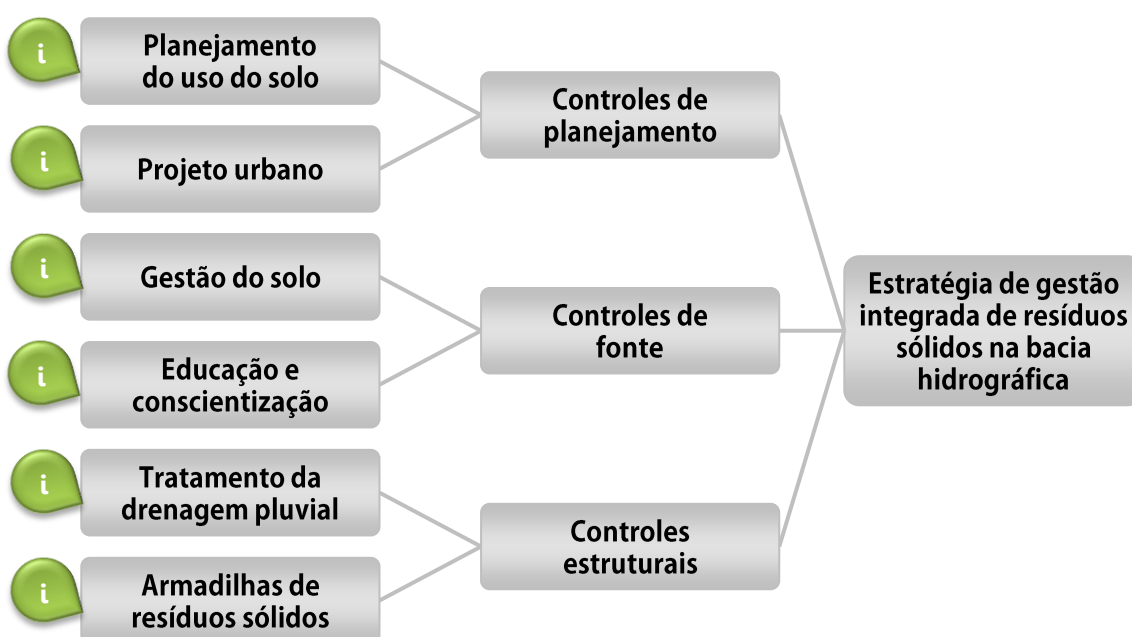 i
Planejamento
do uso do solo
i
Projeto urbano
i
Gestão do solo
i
Educação e
conscientização
i
Tratamento da
drenagem pluvial
i
Armadilhas de
resíduos sólidos
Controles de
planejamento
Controles de
fonte
Controles
estruturais
Estratégia de gestão
integrada de resíduos
sólidos na bacia
hidrográfica